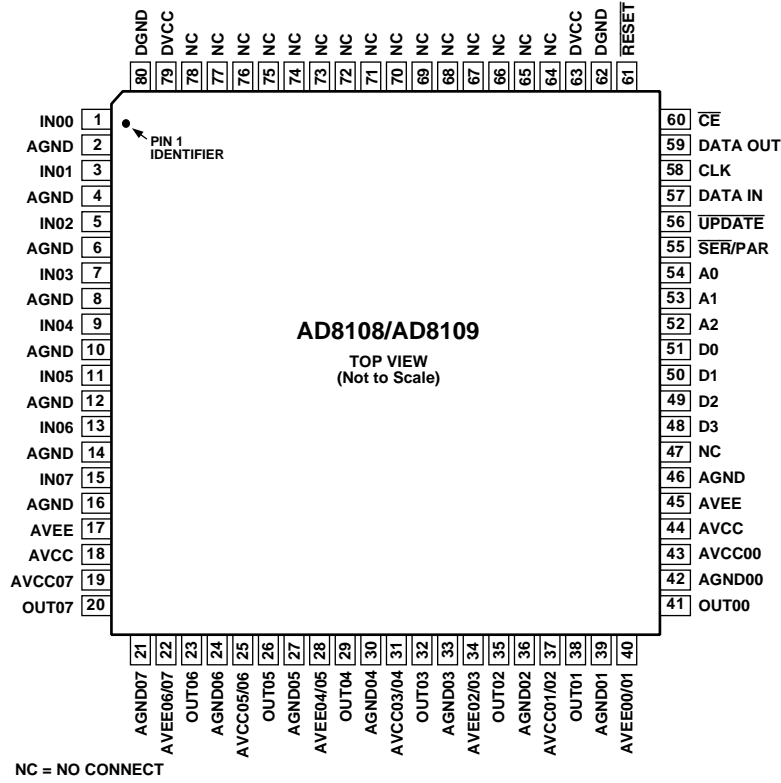 80 DGND
79 DVCC
78 NC
77 NC
76 NC
75 NC
74 NC
73 NC
72 NC
71 NC
70 NC
69 NC
68 NC
67 NC
66 NC
65 NC
64 NC
63 DVCC
62 DGND
61 RESET
IN00 1
AGND 2
IN01 3
AGND 4
IN02 5
AGND 6
IN03 7
AGND 8
IN04 9
AGND 10
IN05 11
AGND 12
IN06 13
AGND 14
IN07 15
AGND 16
AVEE 17
AVCC 18
AVCC07 19
OUT07 20
PIN 1
IDENTIFIER
AD8108/AD8109
TOP VIEW
(Not to Scale)
60 CE
59 DATA OUT
58 CLK
57 DATA IN
56 UPDATE
55 SER/PAR
54 A0
53 A1
52 A2
51 D0
50 D1
49 D2
48 D3
47 NC
46 AGND
45 AVEE
44 AVCC
43 AVCC00
42 AGND00
41 OUT00
AGND07 21
AVEE06/07 22
OUT06 23
AGND06 24
AVCC05/06 25
OUT05 26
AGND05 27
AVEE04/05 28
OUT04 29
AGND04 30
AVCC03/04 31
OUT03 32
AGND03 33
AVEE02/03 34
OUT02 35
AGND02 36
AVCC01/02 37
OUT01 38
AGND01 39
AVEE00/01 40
NC = NO CONNECT